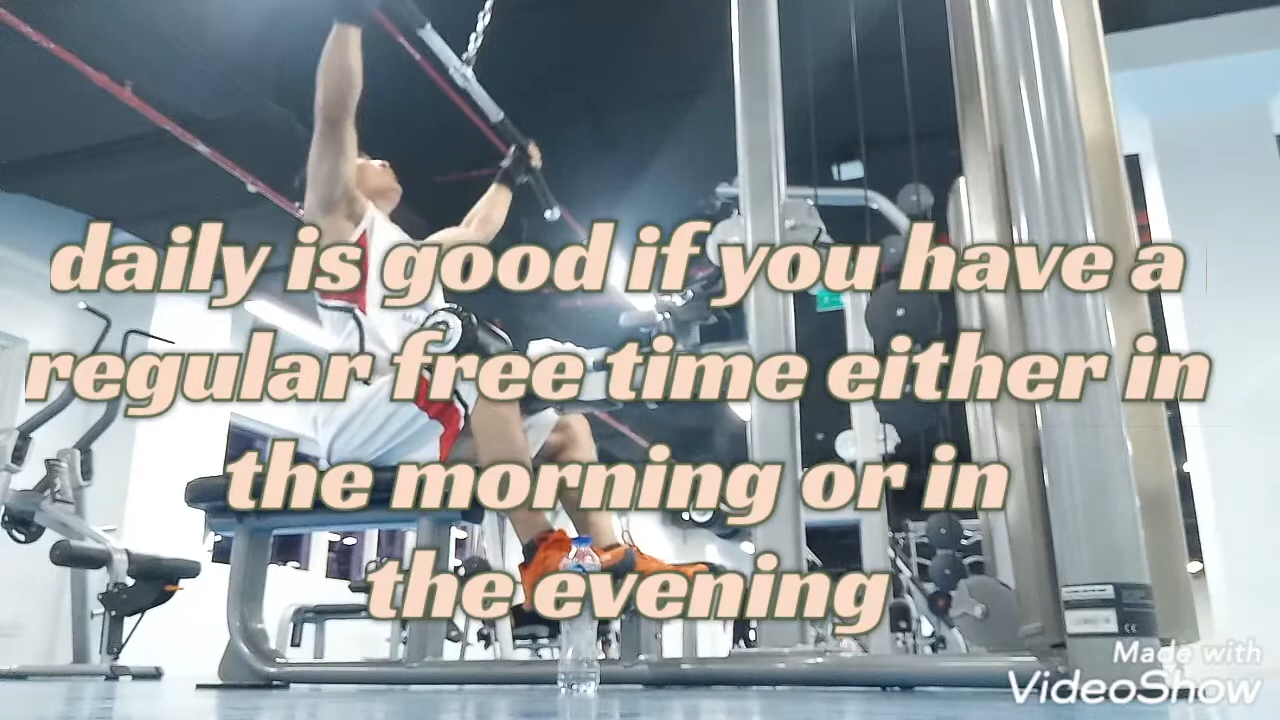 daily is good if you have a
regular free time either in
the morning or in
the evening
Made with
VideoShow